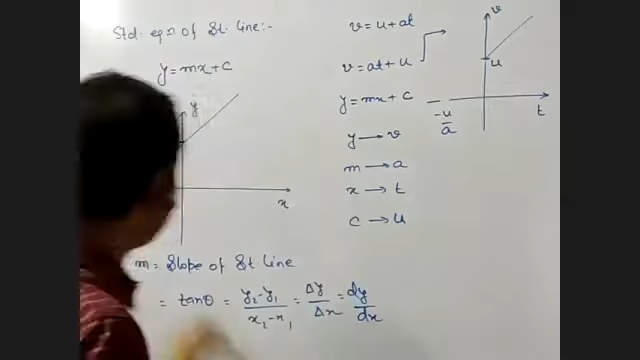 Std. eqn of St. line:-
y = mx + c
y
x
m = Slope of St line
= tanθ = y₂-y₁/x₂-x₁ = Δy/Δx = dy/dx
v = u + at
v = at + u
y = mx + c
y → v
m → a
x → t
c → u
v
u
-u/a
t